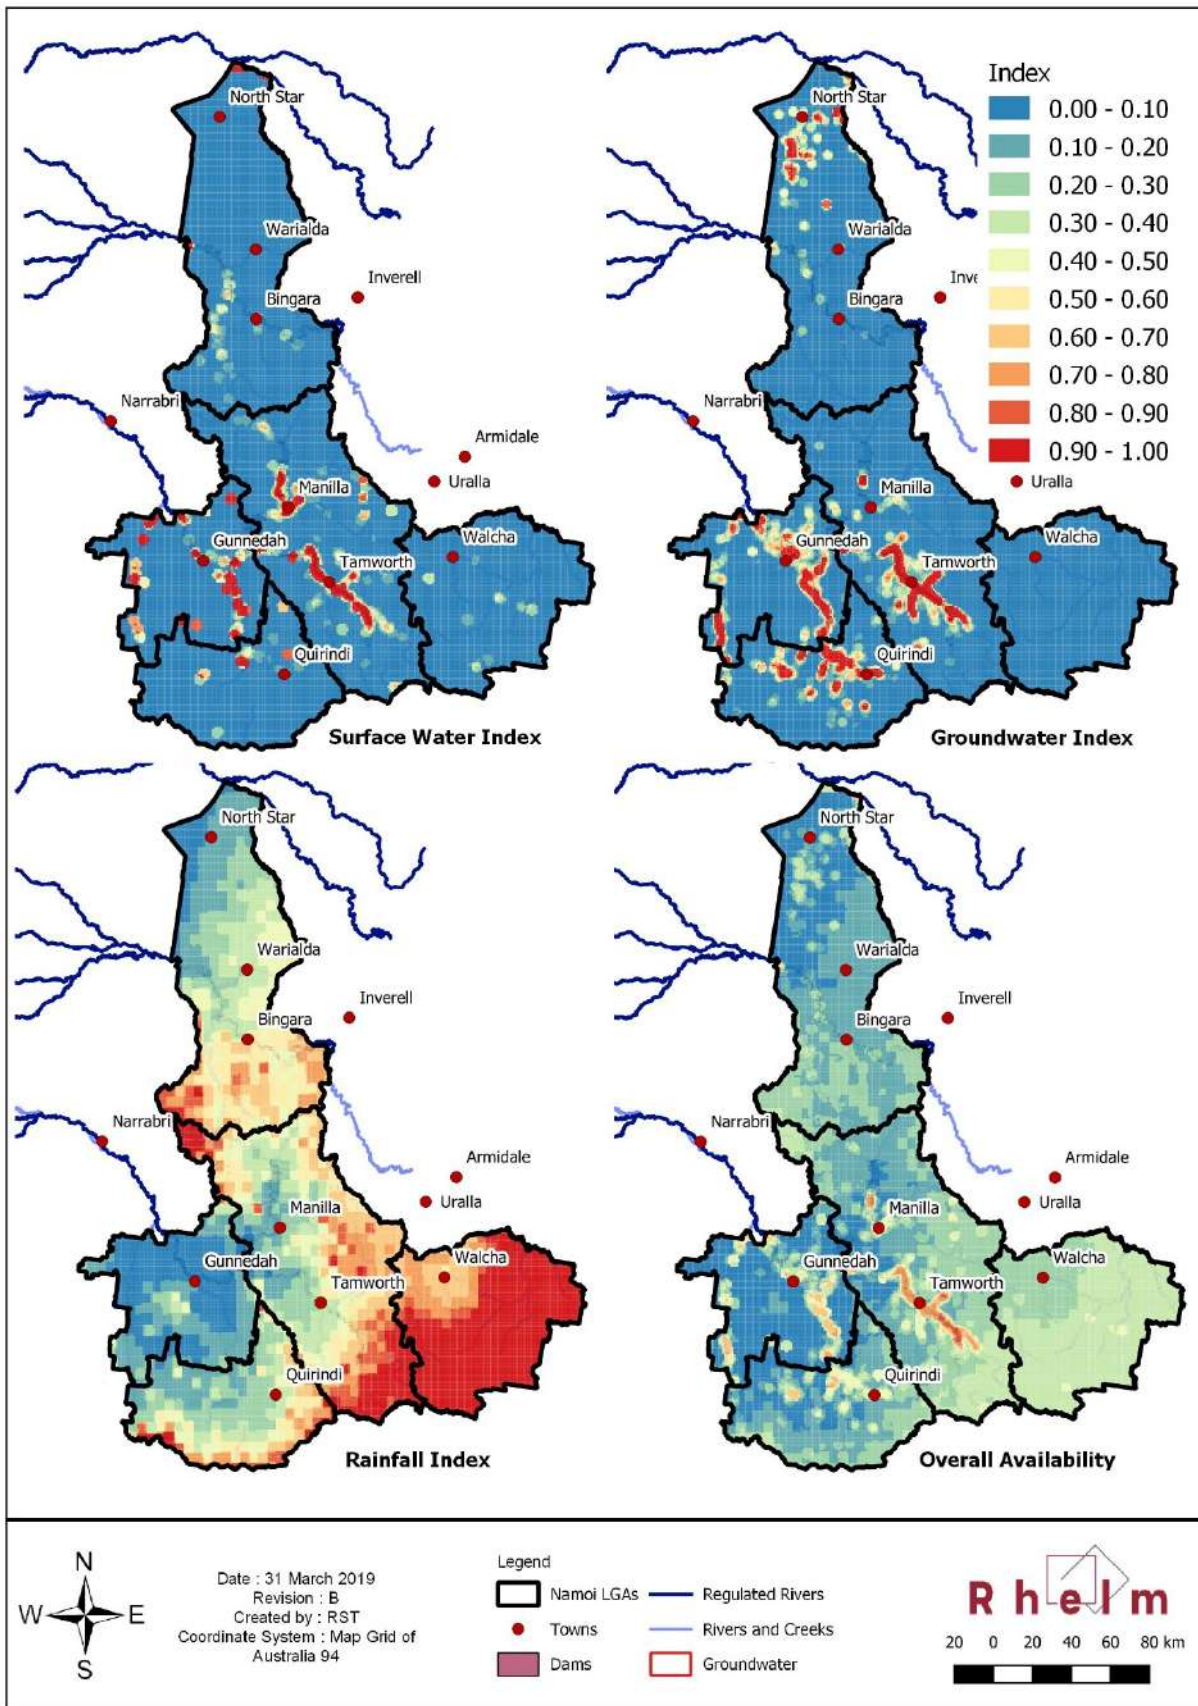 North Star
Warialda
Inverell
Bingara
Narrabri
Armidale
Uralla
Manilla
Walcha
Gunnedah
Tamworth
Quirindi
Surface Water Index
Index
0.00 - 0.10
0.10 - 0.20
0.20 - 0.30
0.30 - 0.40
0.40 - 0.50
0.50 - 0.60
0.60 - 0.70
0.70 - 0.80
0.80 - 0.90
0.90 - 1.00
North Star
Warialda
Inve
Bingara
Narrabri
Uralla
Manilla
Walcha
Gunnedah
Tamworth
Quirindi
Groundwater Index
North Star
Warialda
Inverell
Bingara
Narrabri
Armidale
Uralla
Manilla
Walcha
Gunnedah
Tamworth
Quirindi
Rainfall Index
North Star
Warialda
Inverell
Bingara
Narrabri
Armidale
Uralla
Manilla
Walcha
Gunnedah
Tamworth
Quirindi
Overall Availability
N
W
E
S
Date : 31 March 2019
Revision : B
Created by : RST
Coordinate System : Map Grid of
Australia 94
Legend
Namoi LGAs
Regulated Rivers
Towns
Rivers and Creeks
Dams
Groundwater
Rhelm
20 0 20 40 60 80 km